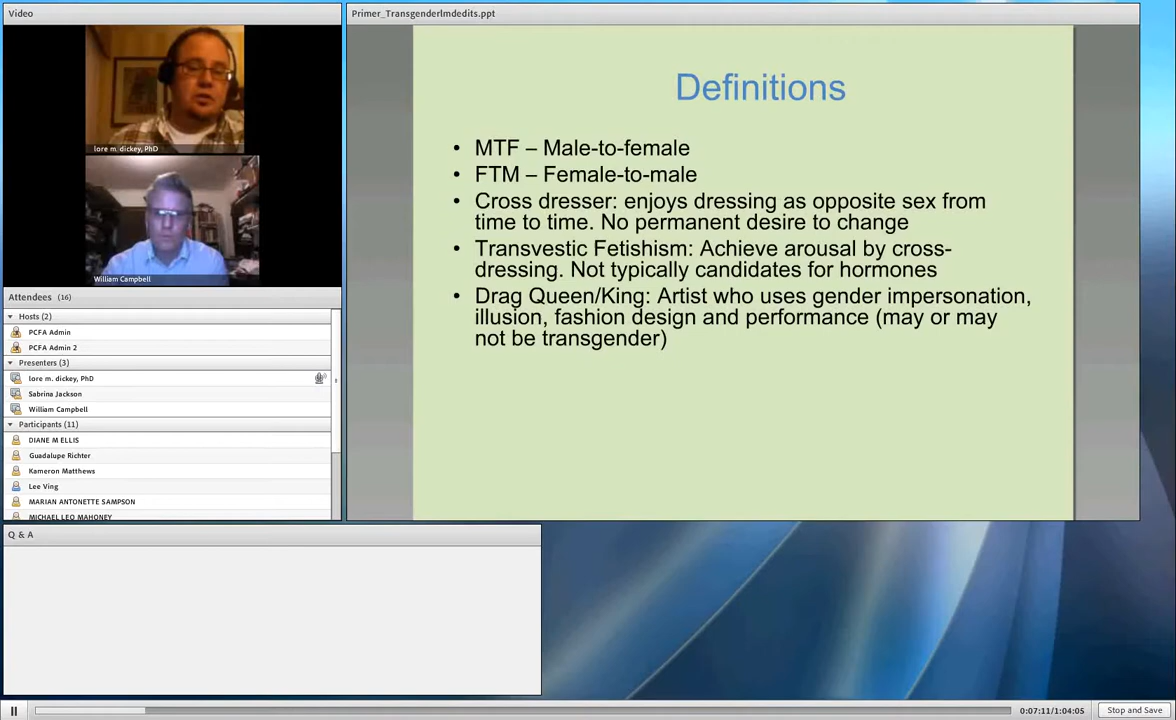 Video
lore m. dickey, PhD
William Campbell
Attendees (16)
Hosts (2)
PCFA Admin
PCFA Admin 2
Presenters (3)
lore m. dickey, PhD
Sabrina Jackson
William Campbell
Participants (11)
DIANE M ELLIS
Guadalupe Richter
Kameron Matthews
Lee Ving
MARIAN ANTONETTE SAMPSON
MICHAEL LEO MAHONEY
Primer_Transgenderlmdedits.ppt
Definitions
• MTF – Male-to-female
• FTM – Female-to-male
• Cross dresser: enjoys dressing as opposite sex from
time to time. No permanent desire to change
• Transvestic Fetishism: Achieve arousal by cross-
dressing. Not typically candidates for hormones
• Drag Queen/King: Artist who uses gender impersonation,
illusion, fashion design and performance (may or may
not be transgender)
Q & A
0:07:11/1:04:05
Stop and Save